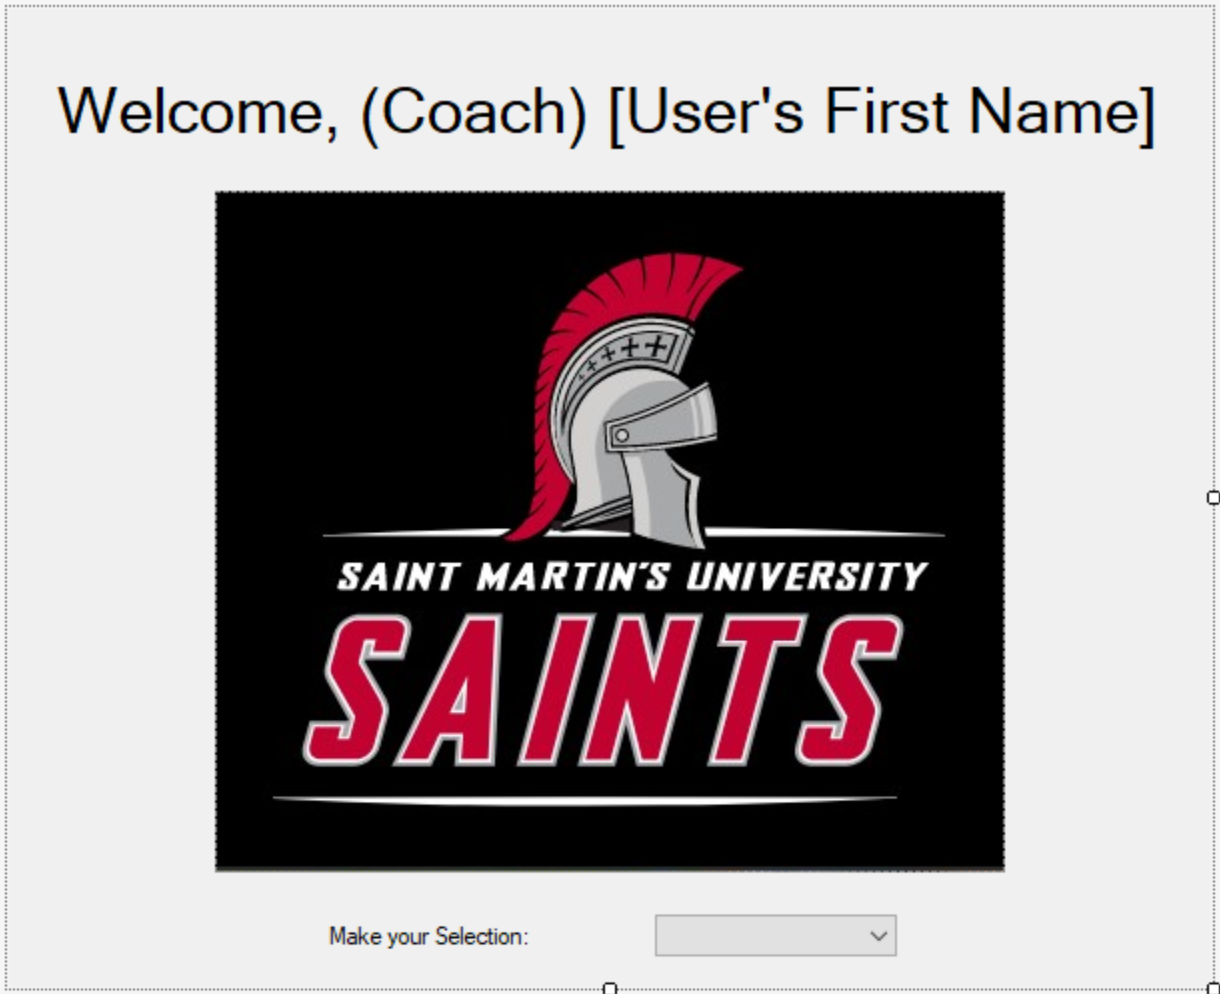 Welcome, (Coach) [User's First Name]
SAINT MARTIN'S UNIVERSITY
SAINTS
Make your Selection: